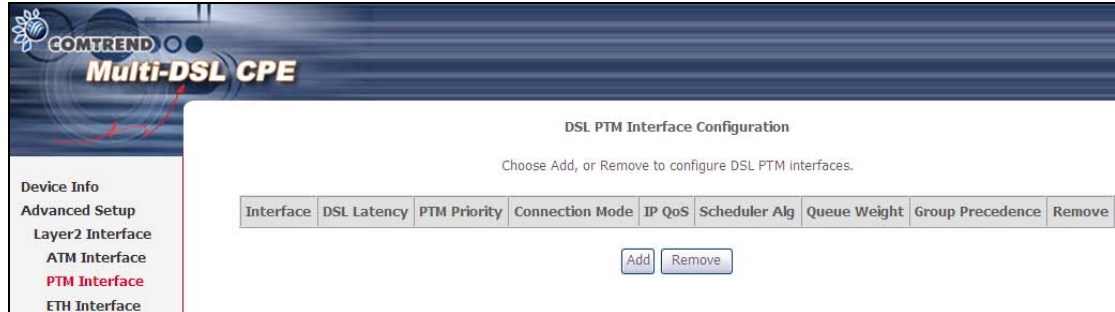 COMTREND
Multi-DSL CPE
DSL PTM Interface Configuration
Choose Add, or Remove to configure DSL PTM interfaces.
Device Info
Advanced Setup
Layer2 Interface
ATM Interface
PTM Interface
ETH Interface
Interface DSL Latency PTM Priority Connection Mode IP QoS Scheduler Alg Queue Weight Group Precedence Remove
Add Remove